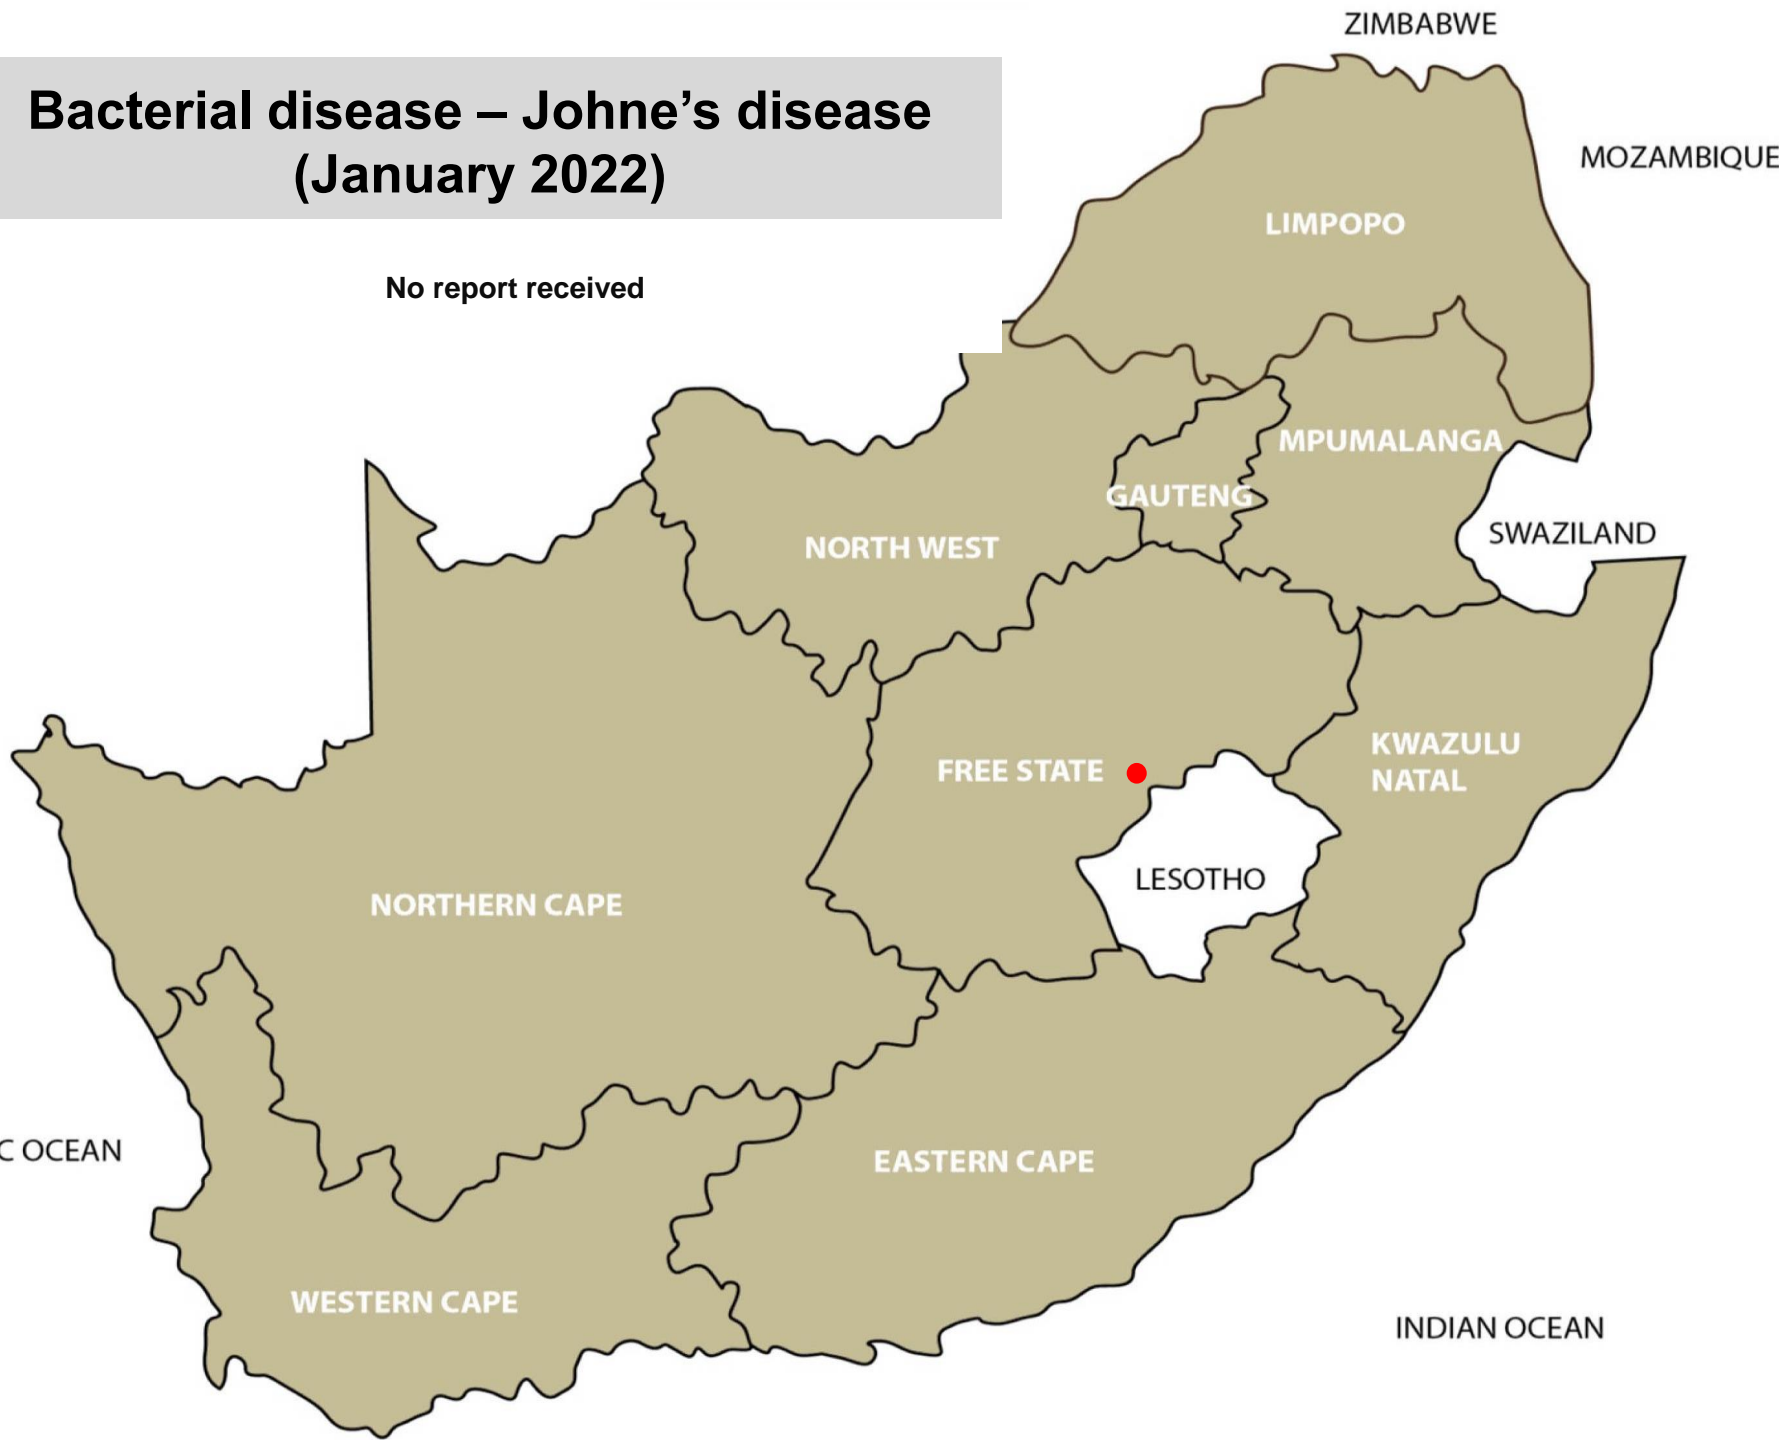 ZIMBABWE
Bacterial disease – Johne's disease
(January 2022)
MOZAMBIQUE
LIMPOPO
No report received
MPUMALANGA
GAUTENG
SWAZILAND
NORTH WEST
KWAZULU
NATAL
FREE STATE
LESOTHO
NORTHERN CAPE
C OCEAN
EASTERN CAPE
WESTERN CAPE
INDIAN OCEAN